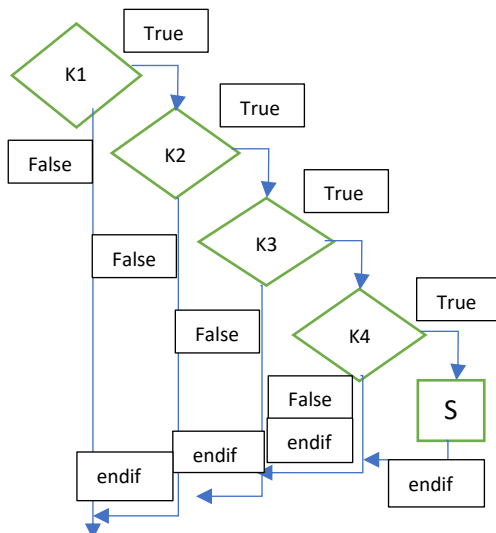 True
K1
True
False
K2
True
False
K3
True
False
K4
False
S
endif
endif
endif
endif